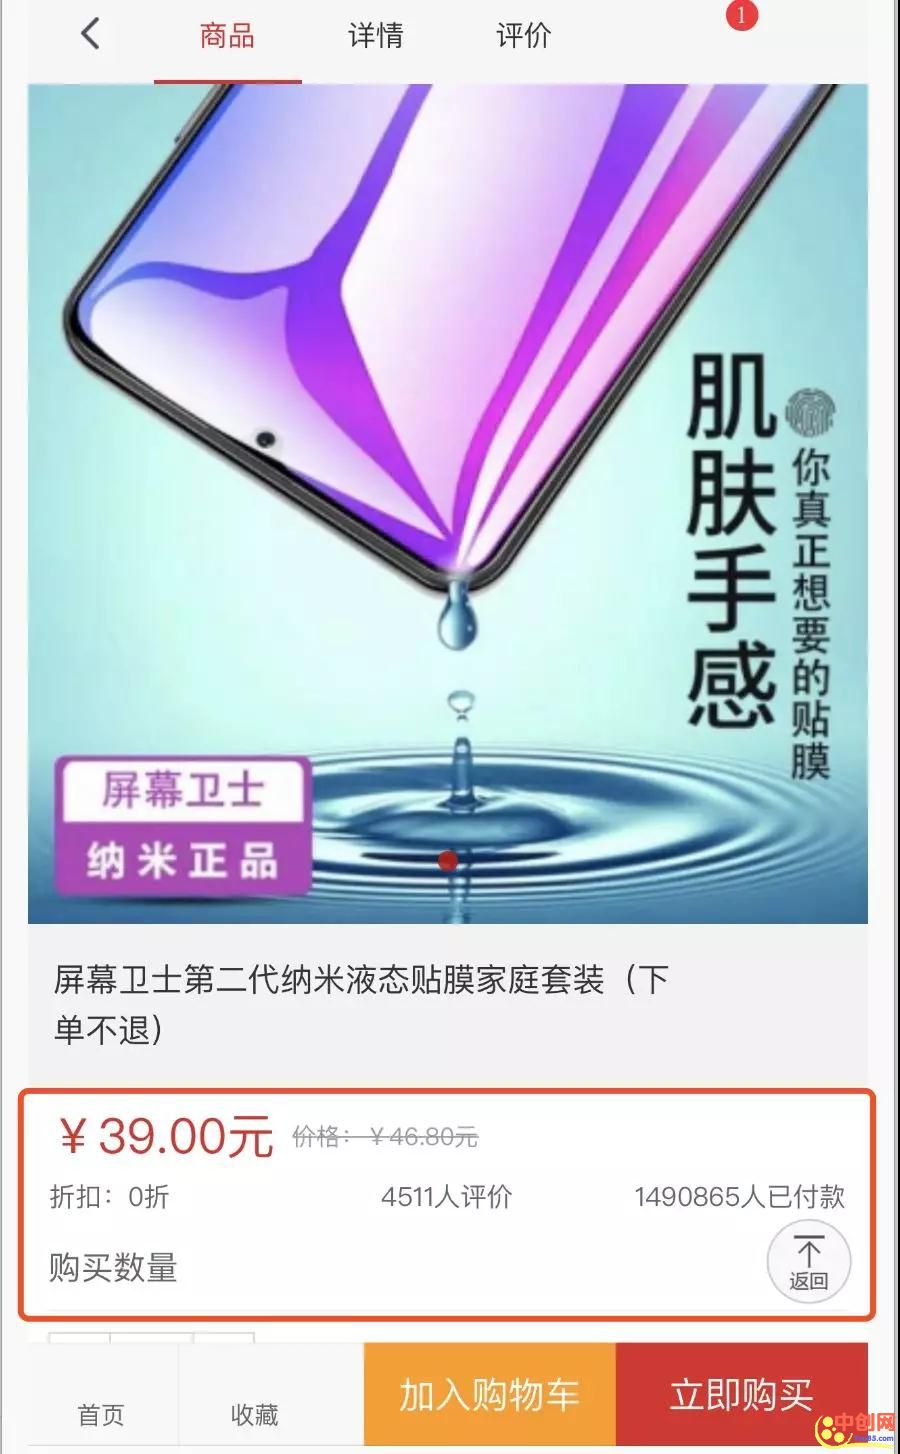 商品 详情 评价 1
肌肤手感
你真正想要的贴膜
屏幕卫士
纳米正品
屏幕卫士第二代纳米液态贴膜家庭套装（下
单不退）
￥39.00元 价格：￥46.80元
折扣：0折 4511人评价 1490865人已付款
购买数量
返回
首页 收藏 加入购物车 立即购买
中创网